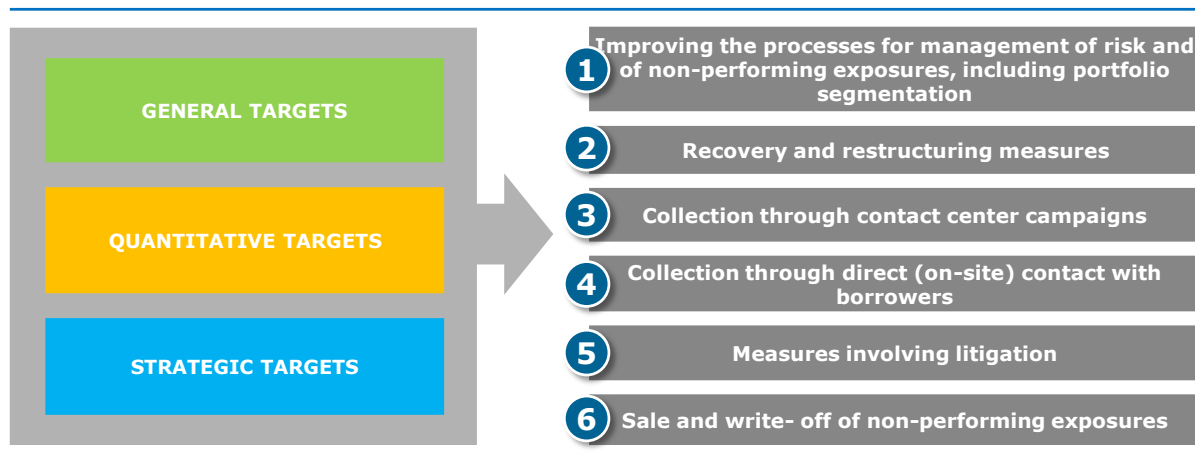 GENERAL TARGETS
QUANTITATIVE TARGETS
STRATEGIC TARGETS
1
Improving the processes for management of risk and
of non-performing exposures, including portfolio
segmentation
2
Recovery and restructuring measures
3
Collection through contact center campaigns
4
Collection through direct (on-site) contact with
borrowers
5
Measures involving litigation
6
Sale and write- off of non-performing exposures